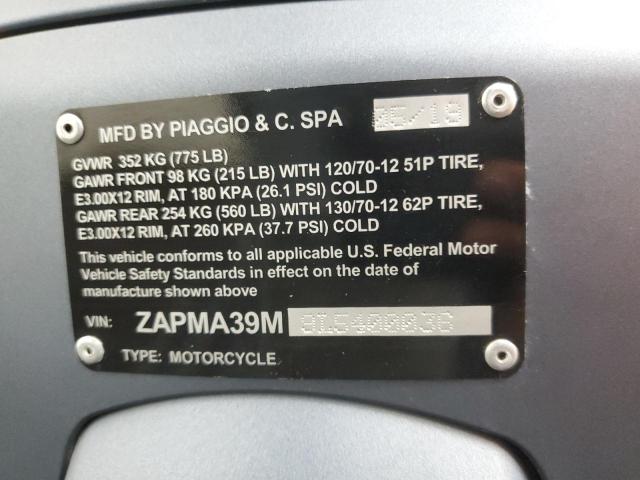 MFD BY PIAGGIO & C. SPA 06/18
GVWR 352 KG (775 LB)
GAWR FRONT 98 KG (215 LB) WITH 120/70-12 51P TIRE,
E3.00X12 RIM, AT 180 KPA (26.1 PSI) COLD
GAWR REAR 254 KG (560 LB) WITH 130/70-12 62P TIRE,
E3.00X12 RIM, AT 260 KPA (37.7 PSI) COLD
This vehicle conforms to all applicable U.S. Federal Motor
Vehicle Safety Standards in effect on the date of
manufacture shown above
VIN: ZAPMA39M
TYPE: MOTORCYCLE